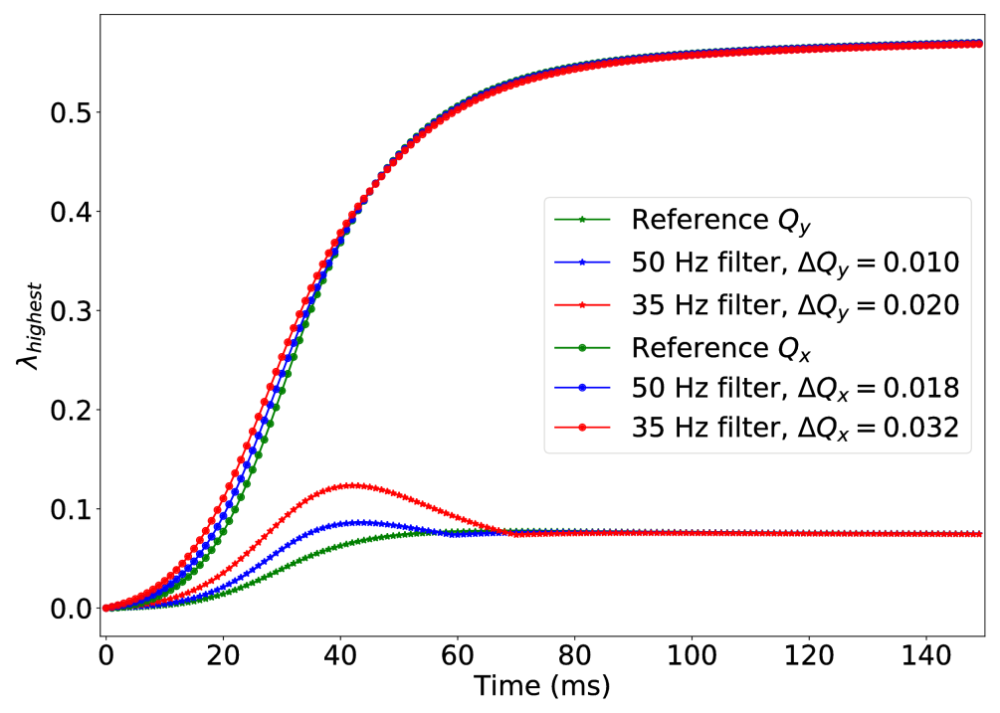 0.5
0.4
0.3
0.2
0.1
0.0
λhighest
Reference Qy
50 Hz filter, ΔQy = 0.010
35 Hz filter, ΔQy = 0.020
Reference Qx
50 Hz filter, ΔQx = 0.018
35 Hz filter, ΔQx = 0.032
0 20 40 60 80 100 120 140
Time (ms)